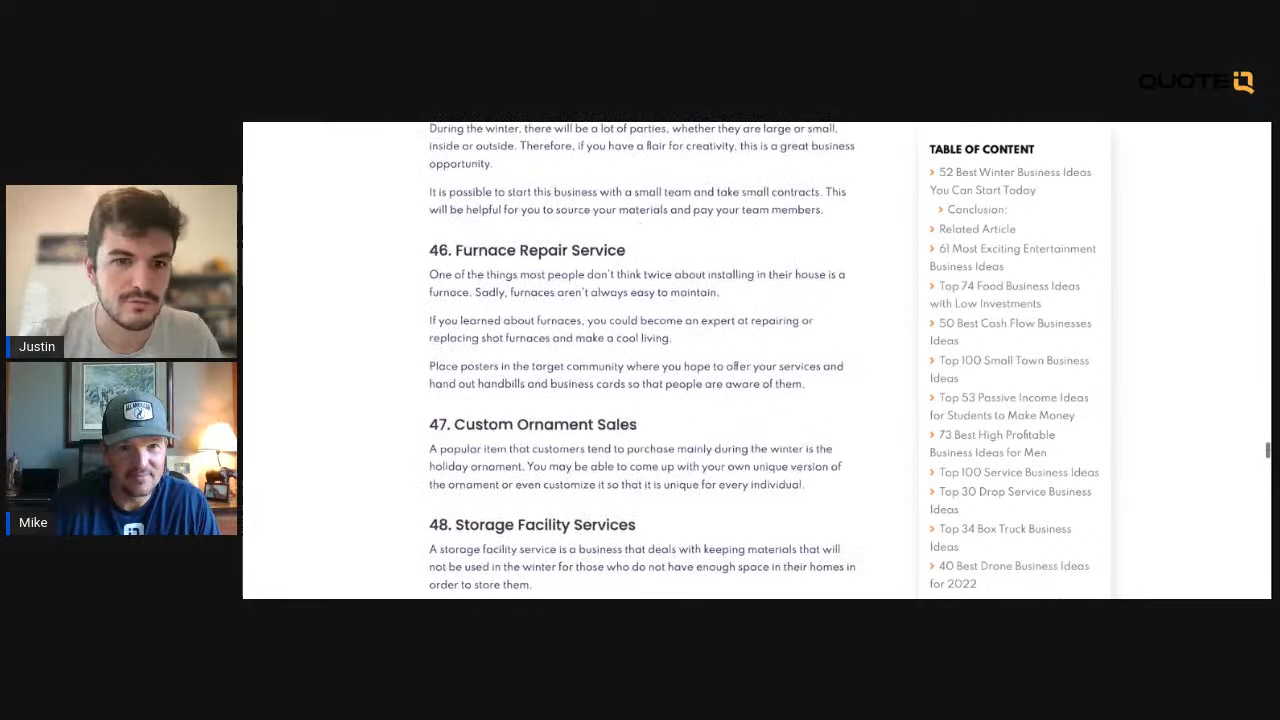 QUOTE IQ
During the winter, there will be a lot of parties, whether they are large or small,
inside or outside. Therefore, if you have a flair for creativity, this is a great business
opportunity.
It is possible to start this business with a small team and take small contracts. This
will be helpful for you to source your materials and pay your team members.
46. Furnace Repair Service
One of the things most people don't think twice about installing in their house is a
furnace. Sadly, furnaces aren't always easy to maintain.
If you learned about furnaces, you could become an expert at repairing or
replacing shot furnaces and make a cool living.
Place posters in the target community where you hope to offer your services and
hand out handbills and business cards so that people are aware of them.
47. Custom Ornament Sales
A popular item that customers tend to purchase mainly during the winter is the
holiday ornament. You may be able to come up with your own unique version of
the ornament or even customize it so that it is unique for every individual.
48. Storage Facility Services
A storage facility service is a business that deals with keeping materials that will
not be used in the winter for those who do not have enough space in their homes in
order to store them.
TABLE OF CONTENT
52 Best Winter Business Ideas
You Can Start Today
Conclusion:
Related Article
61 Most Exciting Entertainment
Business Ideas
Top 74 Food Business Ideas
with Low Investments
50 Best Cash Flow Businesses
Ideas
Top 100 Small Town Business
Ideas
Top 53 Passive Income Ideas
for Students to Make Money
73 Best High Profitable
Business Ideas for Men
Top 100 Service Business Ideas
Top 30 Drop Service Business
Ideas
Top 34 Box Truck Business
Ideas
40 Best Drone Business Ideas
for 2022
Justin
Mike